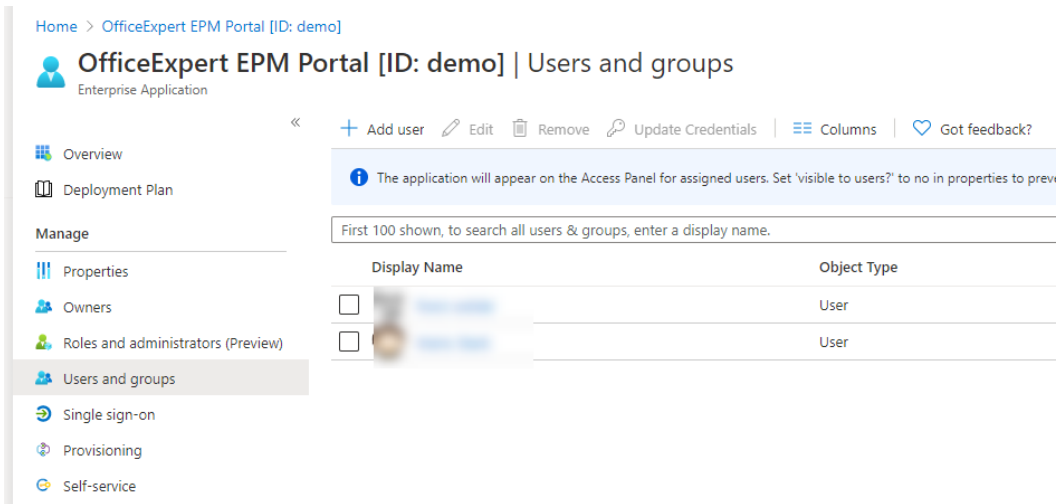 Home > OfficeExpert EPM Portal [ID: demo]
OfficeExpert EPM Portal [ID: demo] | Users and groups
Enterprise Application
«
Overview
Deployment Plan
Manage
Properties
Owners
Roles and administrators (Preview)
Users and groups
Single sign-on
Provisioning
Self-service
+ Add user Edit Remove Update Credentials Columns Got feedback?
The application will appear on the Access Panel for assigned users. Set 'visible to users?' to no in properties to
First 100 shown, to search all users & groups, enter a display name.
Display Name Object Type
User
User